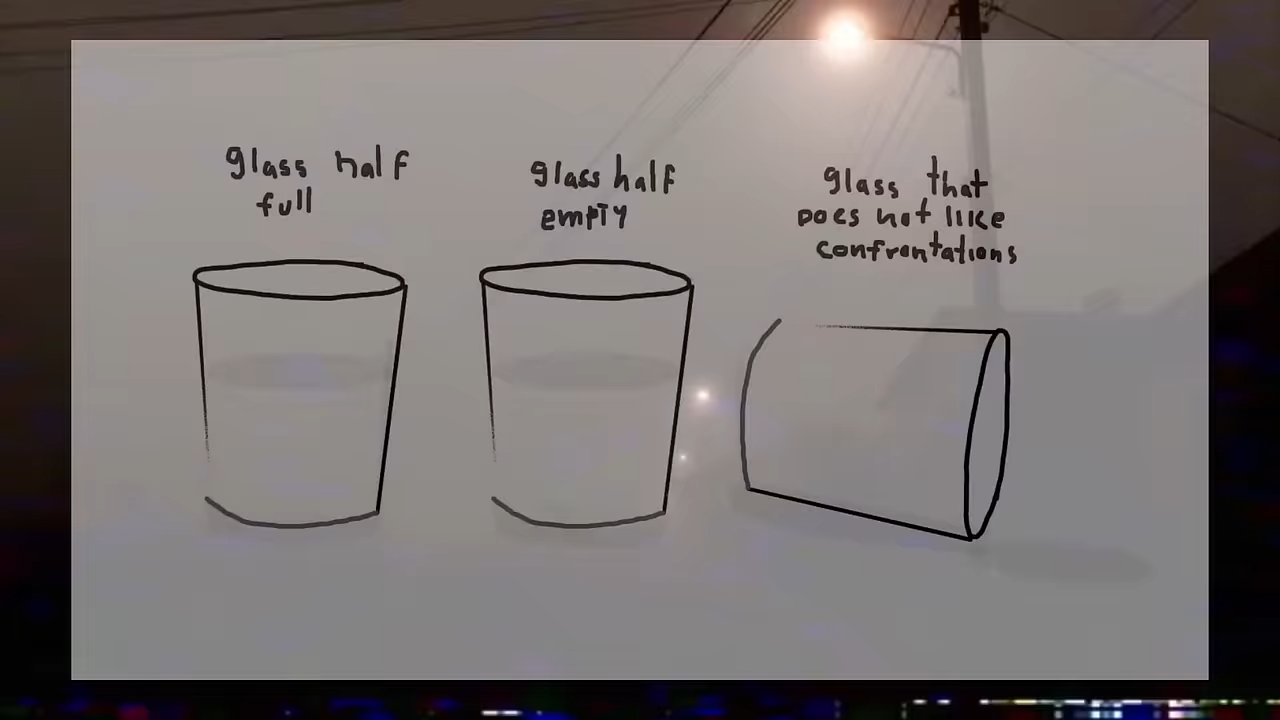 glass half
full
glass half
empty
glass that
Does not like
confrontations